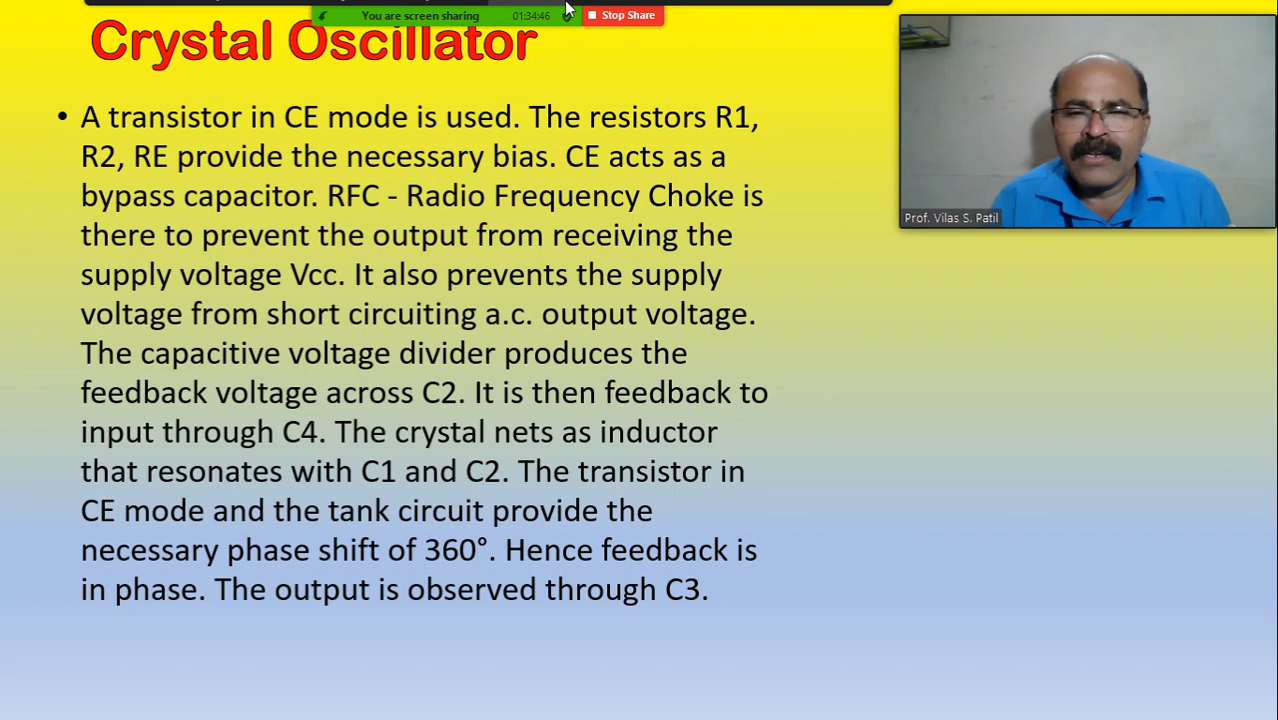 You are screen sharing 01:34:46 Stop Share
Crystal Oscillator
Prof. Vilas S. Patil
• A transistor in CE mode is used. The resistors R1,
R2, RE provide the necessary bias. CE acts as a
bypass capacitor. RFC - Radio Frequency Choke is
there to prevent the output from receiving the
supply voltage Vcc. It also prevents the supply
voltage from short circuiting a.c. output voltage.
The capacitive voltage divider produces the
feedback voltage across C2. It is then feedback to
input through C4. The crystal nets as inductor
that resonates with C1 and C2. The transistor in
CE mode and the tank circuit provide the
necessary phase shift of 360°. Hence feedback is
in phase. The output is observed through C3.